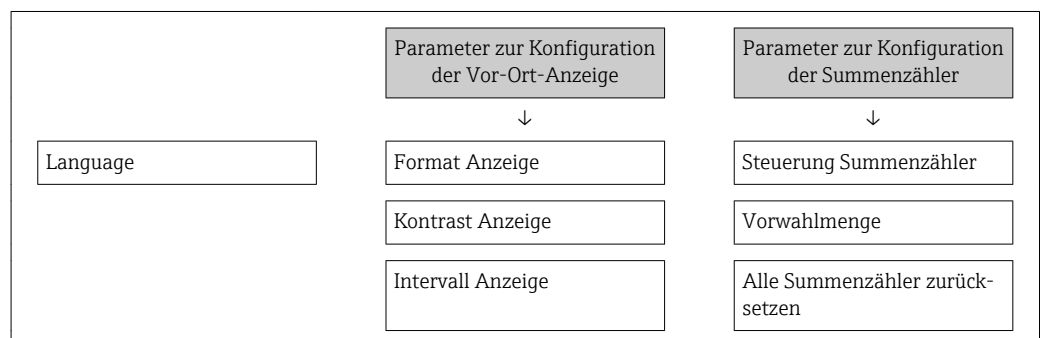 Parameter zur Konfiguration
der Vor-Ort-Anzeige
Parameter zur Konfiguration
der Summenzähler
↓
↓
Language
Format Anzeige
Steuerung Summenzähler
Kontrast Anzeige
Vorwahlmenge
Intervall Anzeige
Alle Summenzähler zurück-
setzen